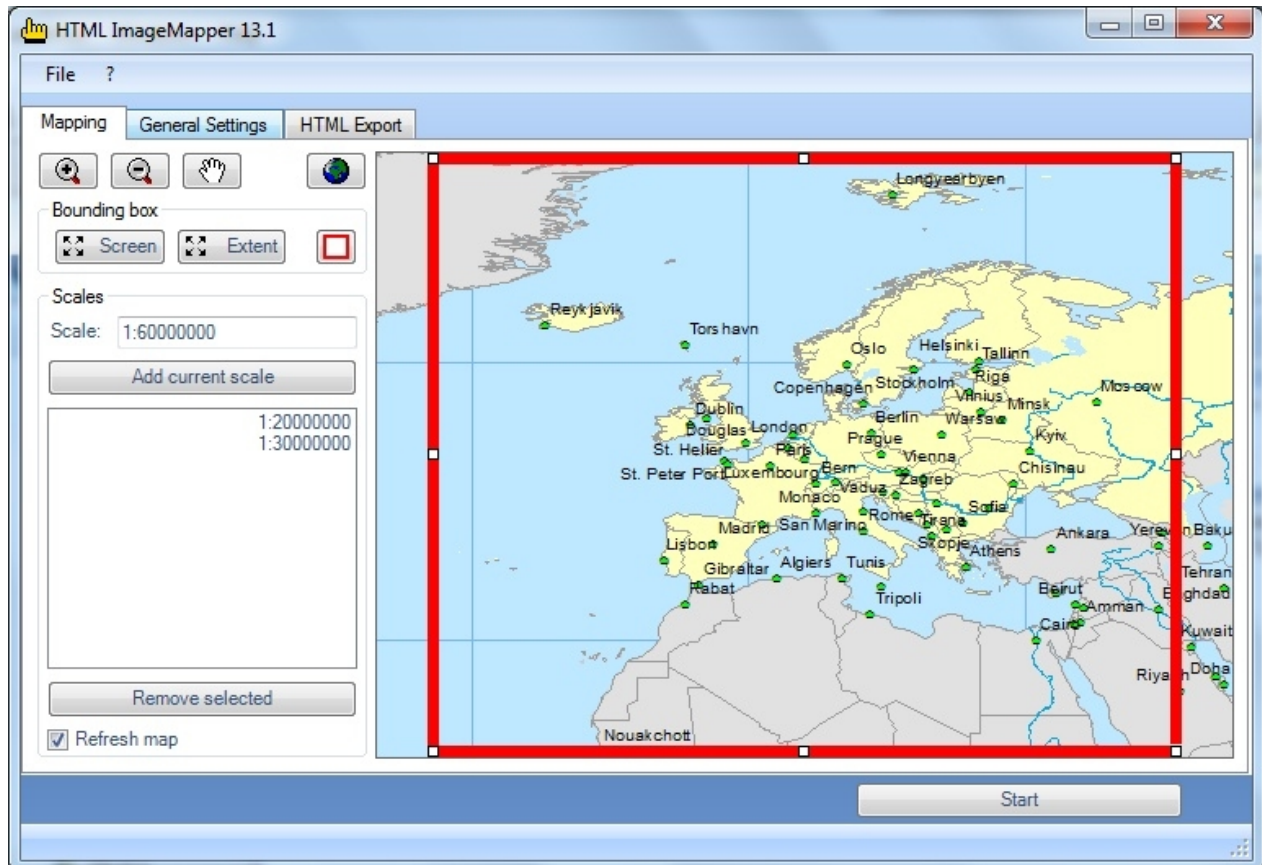 HTML ImageMapper 13.1
File ?
Mapping General Settings HTML Export
Bounding box
Screen Extent
Scales
Scale: 1:60000000
Add current scale
1:20000000
1:30000000
Remove selected
Refresh map
Longyearbyen
Reykjavik
Torshavn
Oslo
Helsinki
Tallinn
Copenhagen
Stockholm
Riga
Moscow
Vilnius
Minsk
Dublin
Douglas
London
Berlin
Warsaw
Prague
Kyiv
St. Helier
Paris
Vienna
St. Peter Port
Luxembourg
Bern
Chisinau
Vaduz
Zagreb
Monaco
Sofia
Madrid
San Marino
Rome
Tirana
Ankara
Yerevan
Baku
Lisbon
Skopje
Athens
Gibraltar
Algiers
Tunis
Tehran
Rabat
Tripoli
Beirut
Baghdad
Amman
Cairo
Kuwait
Riyadh
Doha
Nouakchott
Start